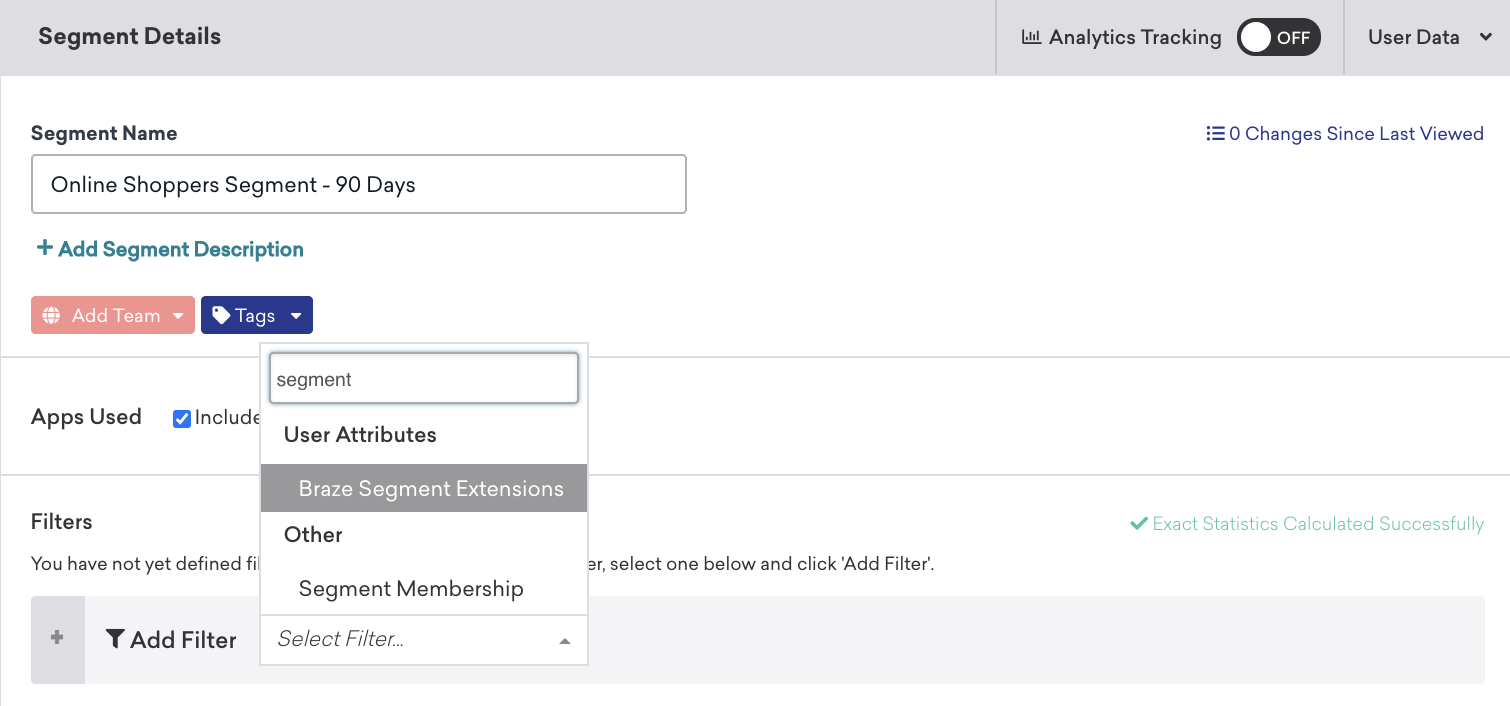 Segment Details
Analytics Tracking
OFF
User Data
Segment Name
0 Changes Since Last Viewed
Online Shoppers Segment - 90 Days
+ Add Segment Description
Add Team
Tags
segment
Apps Used
Include
User Attributes
Braze Segment Extensions
Other
Filters
Exact Statistics Calculated Successfully
You have not yet defined
, select one below and click 'Add Filter'.
Segment Membership
+
Add Filter
Select Filter...